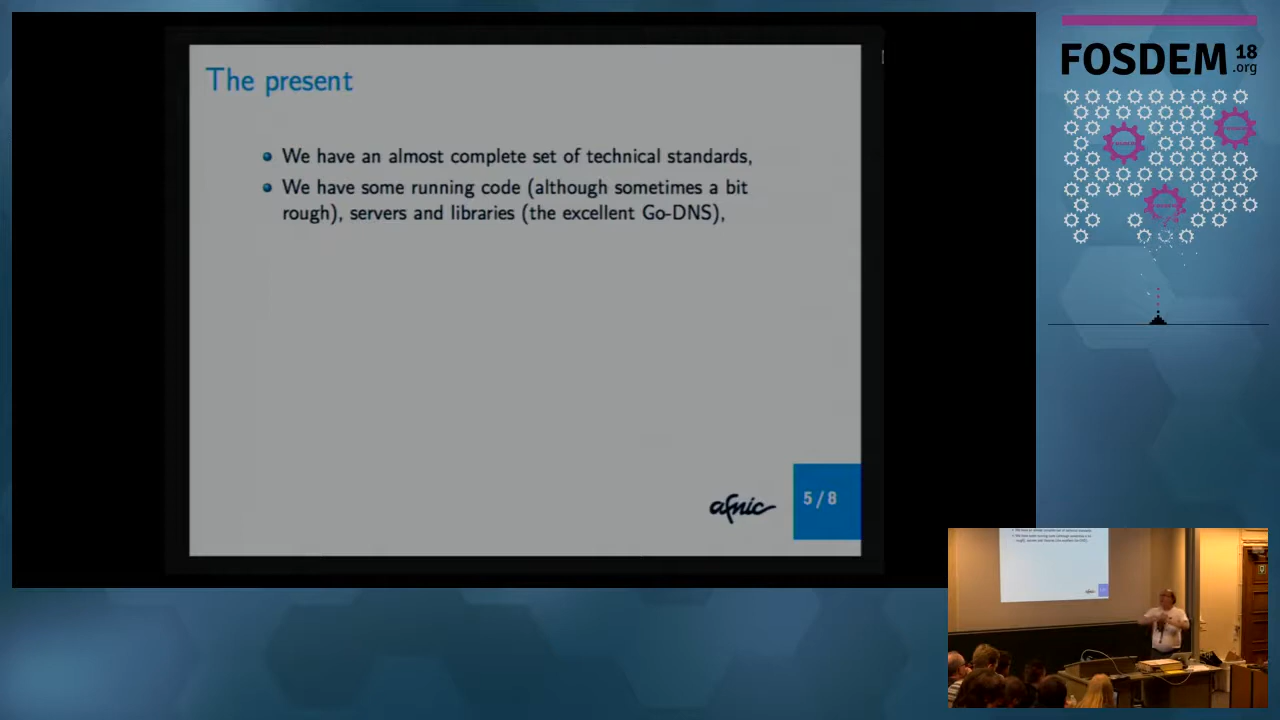 The present
We have an almost complete set of technical standards,
We have some running code (although sometimes a bit
rough), servers and libraries (the excellent Go-DNS),
afnic
5 / 8
FOSDEM 18
.org